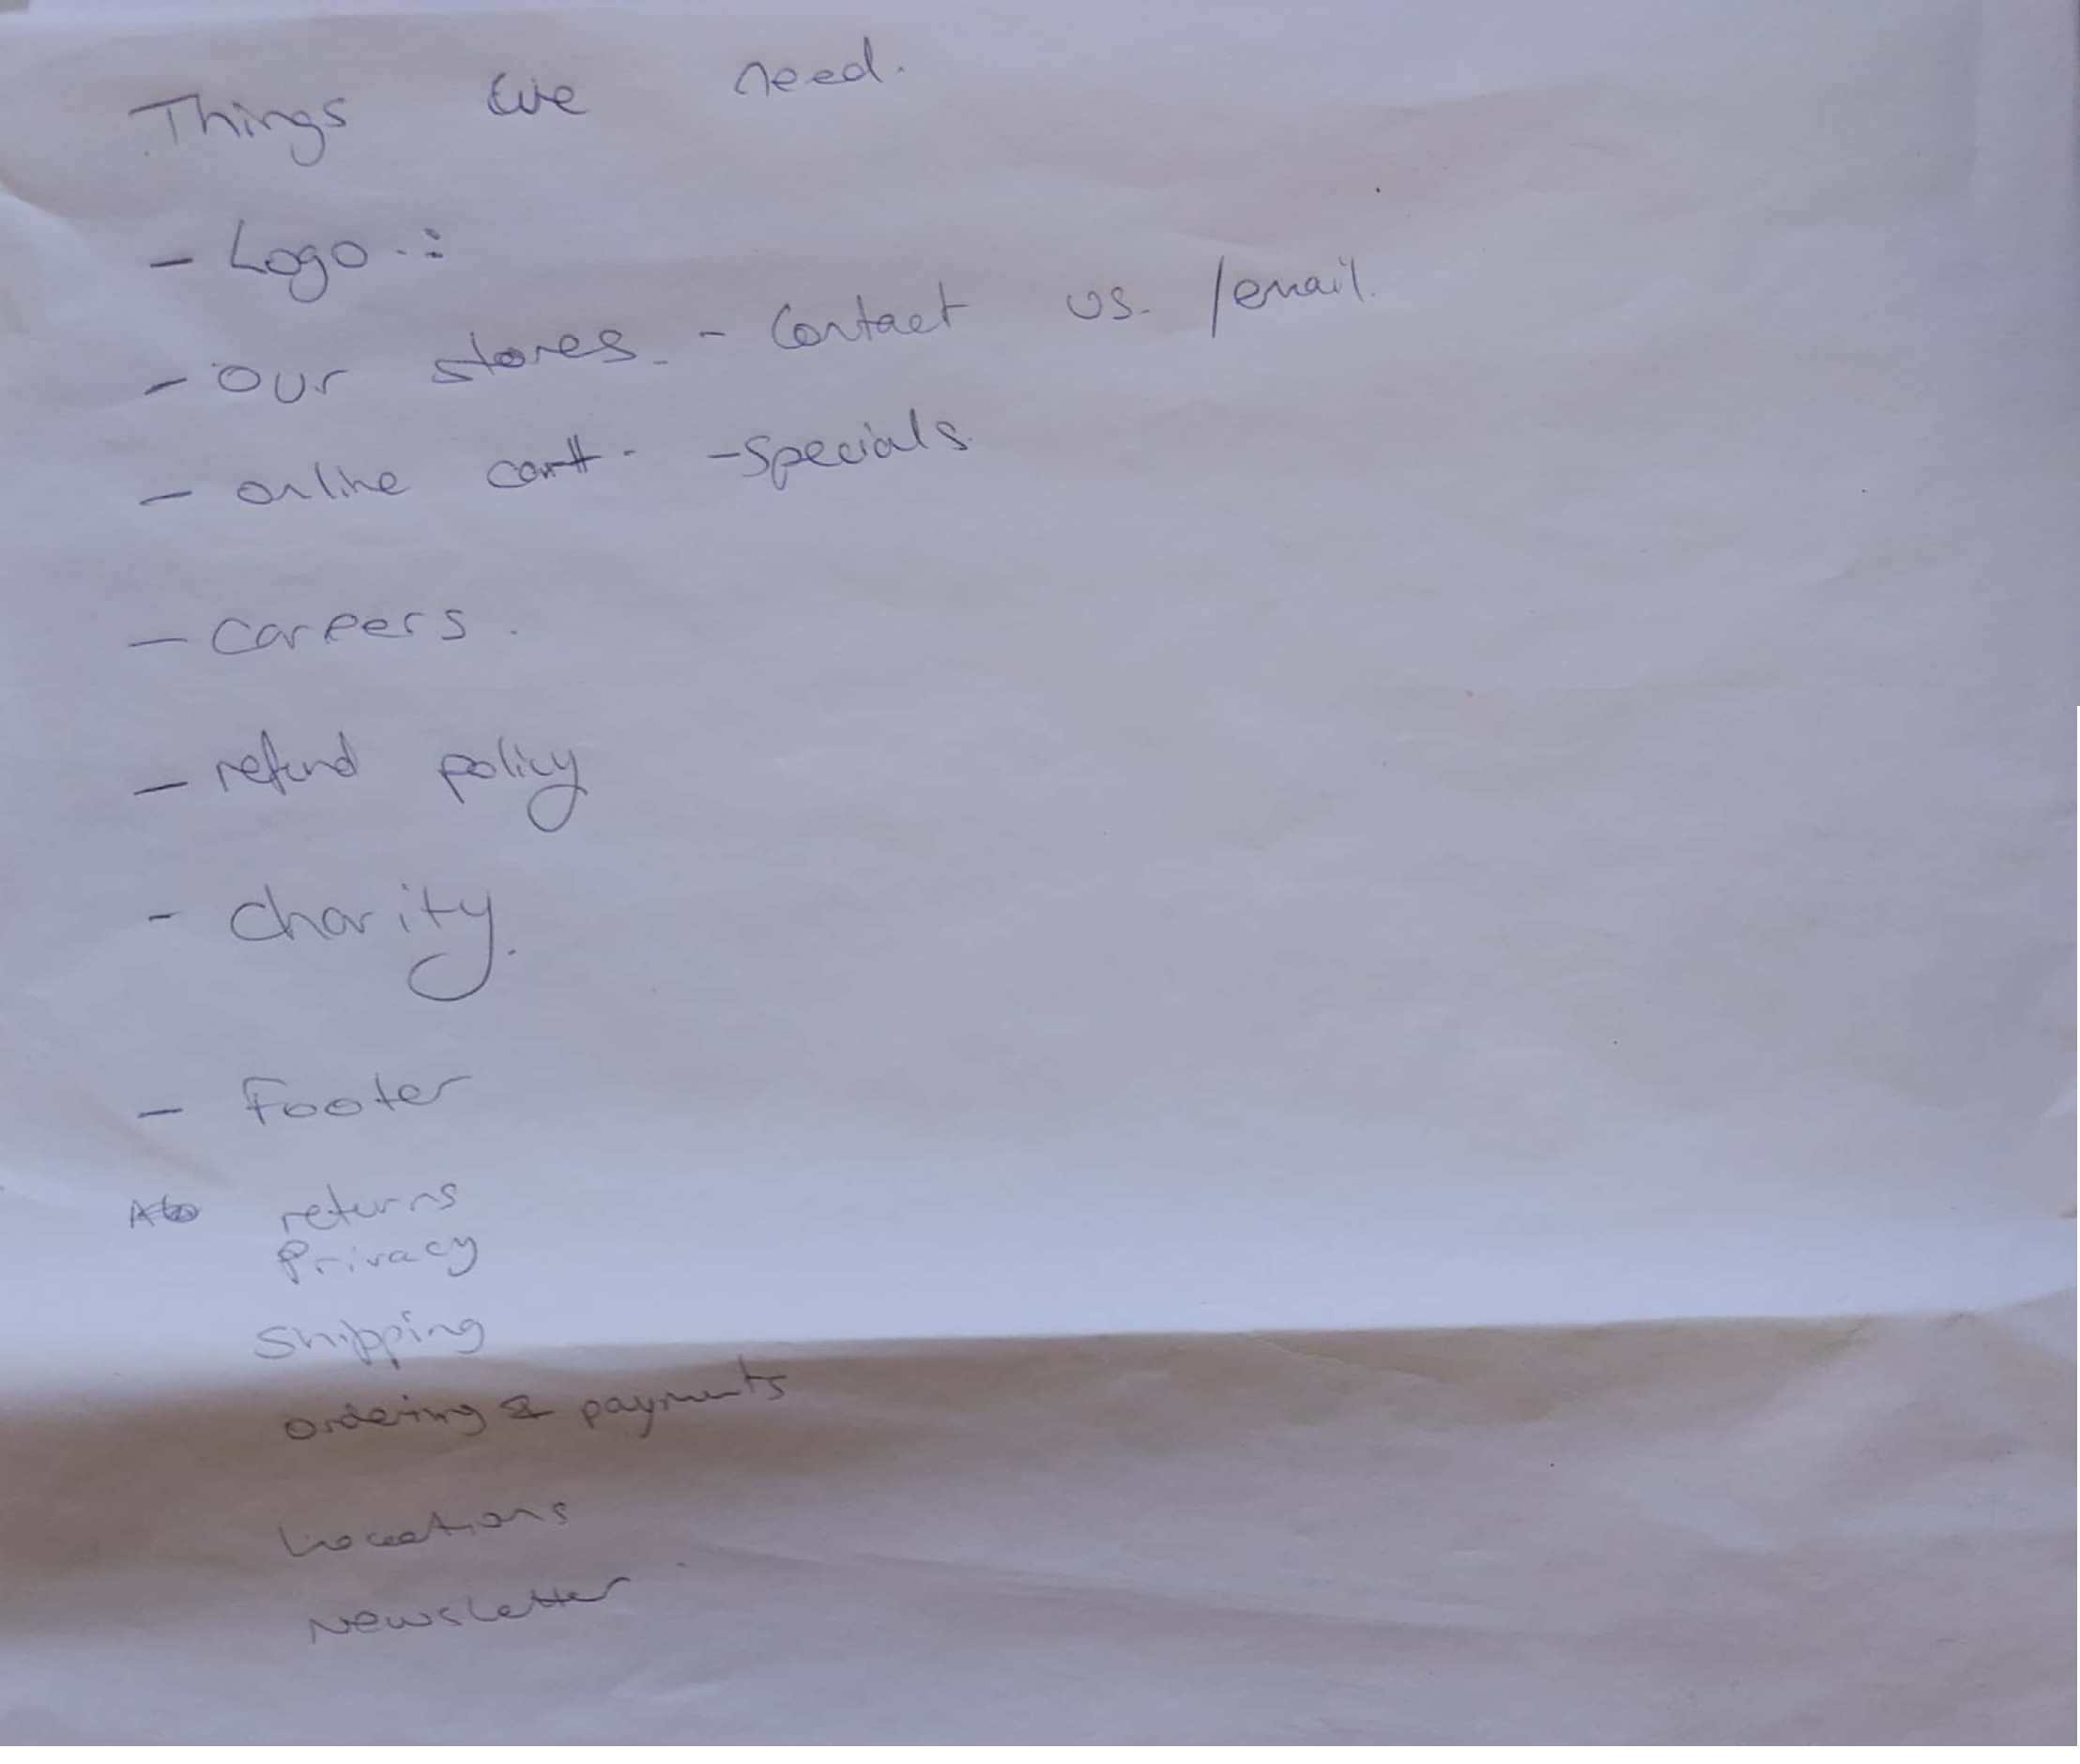 Things we need.
- Logo :
- Our stores. - Contact us. /email.
- online cart - - Specials.
- Careers.
- refund policy
- Charity.
- Footer
returns
Privacy
Shipping
Ordering & payments
Locations
Newsletter